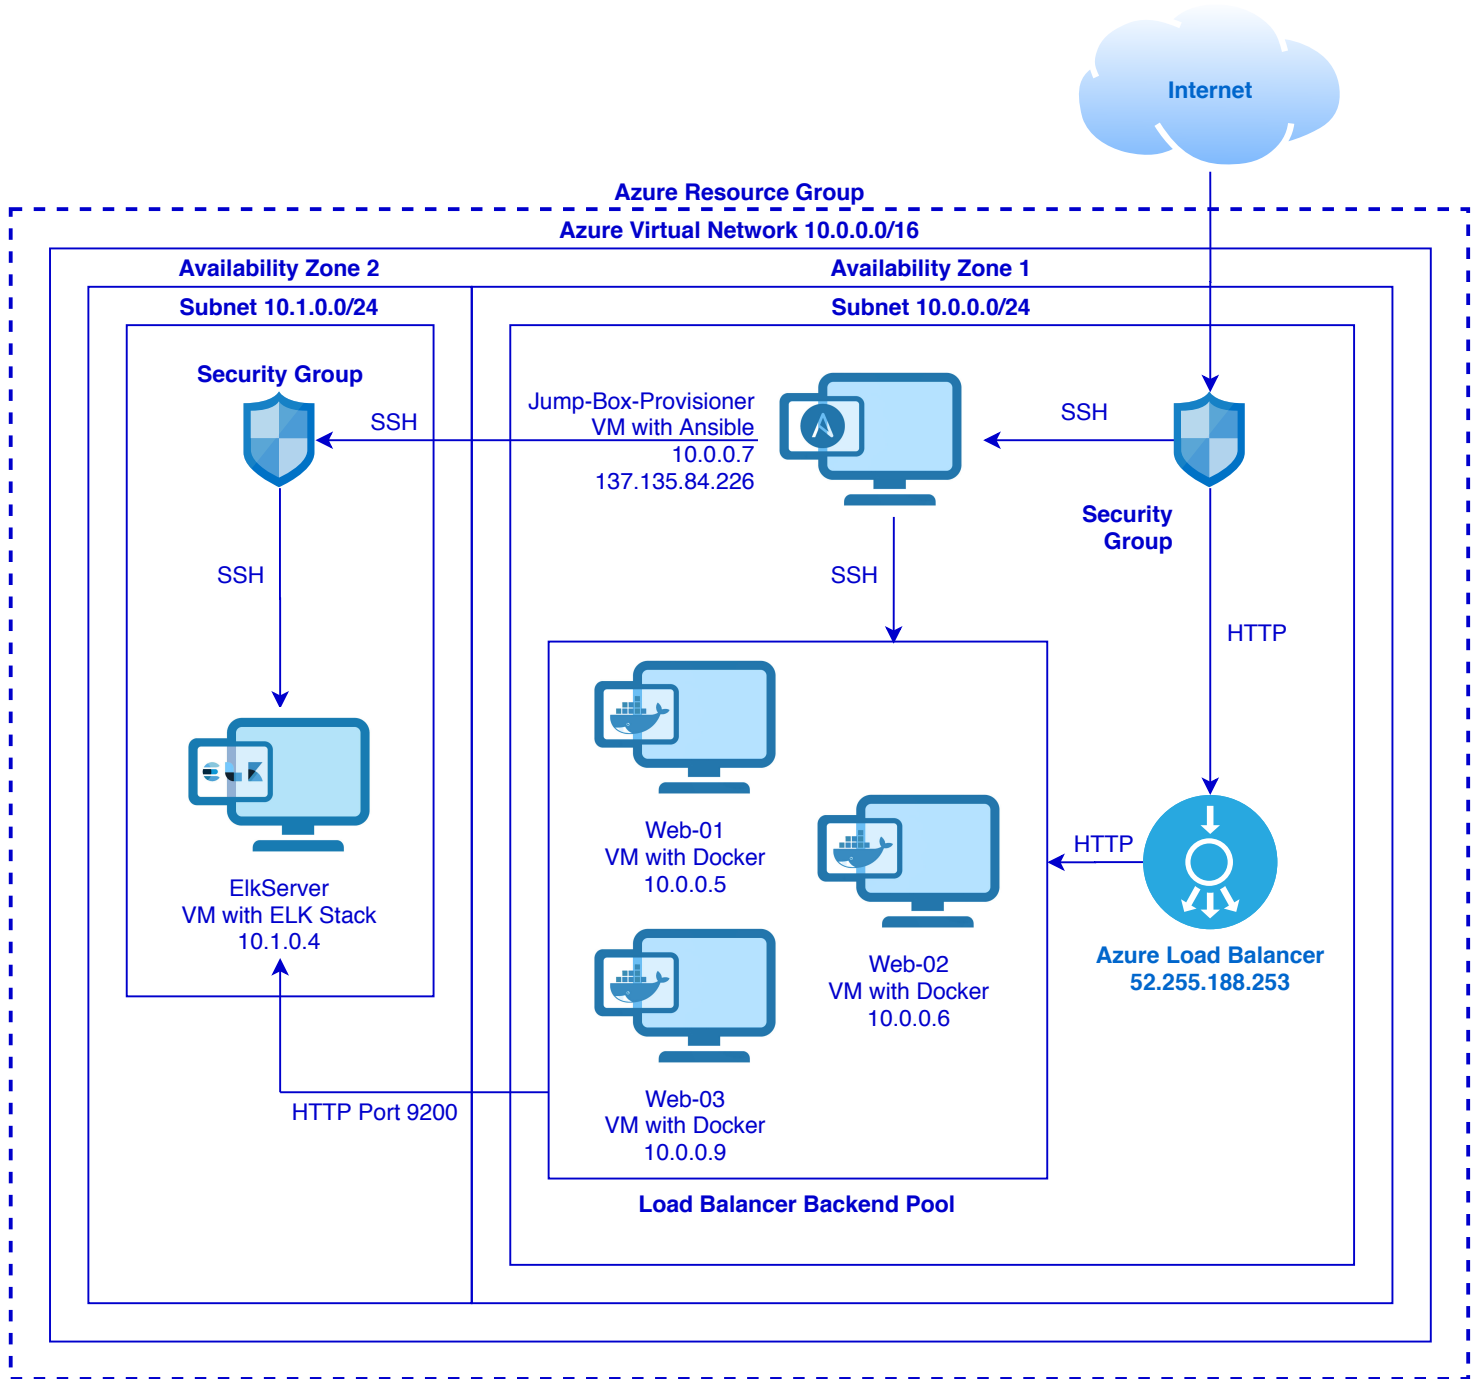 Internet
Azure Resource Group
Azure Virtual Network 10.0.0.0/16
Availability Zone 2
Availability Zone 1
Subnet 10.1.0.0/24
Subnet 10.0.0.0/24
Security Group
SSH
Jump-Box-Provisioner
VM with Ansible
10.0.0.7
137.135.84.226
SSH
Security
Group
SSH
SSH
HTTP
ELK
ElkServer
VM with ELK Stack
10.1.0.4
Web-01
VM with Docker
10.0.0.5
HTTP
Web-02
VM with Docker
10.0.0.6
Azure Load Balancer
52.255.188.253
HTTP Port 9200
Web-03
VM with Docker
10.0.0.9
Load Balancer Backend Pool